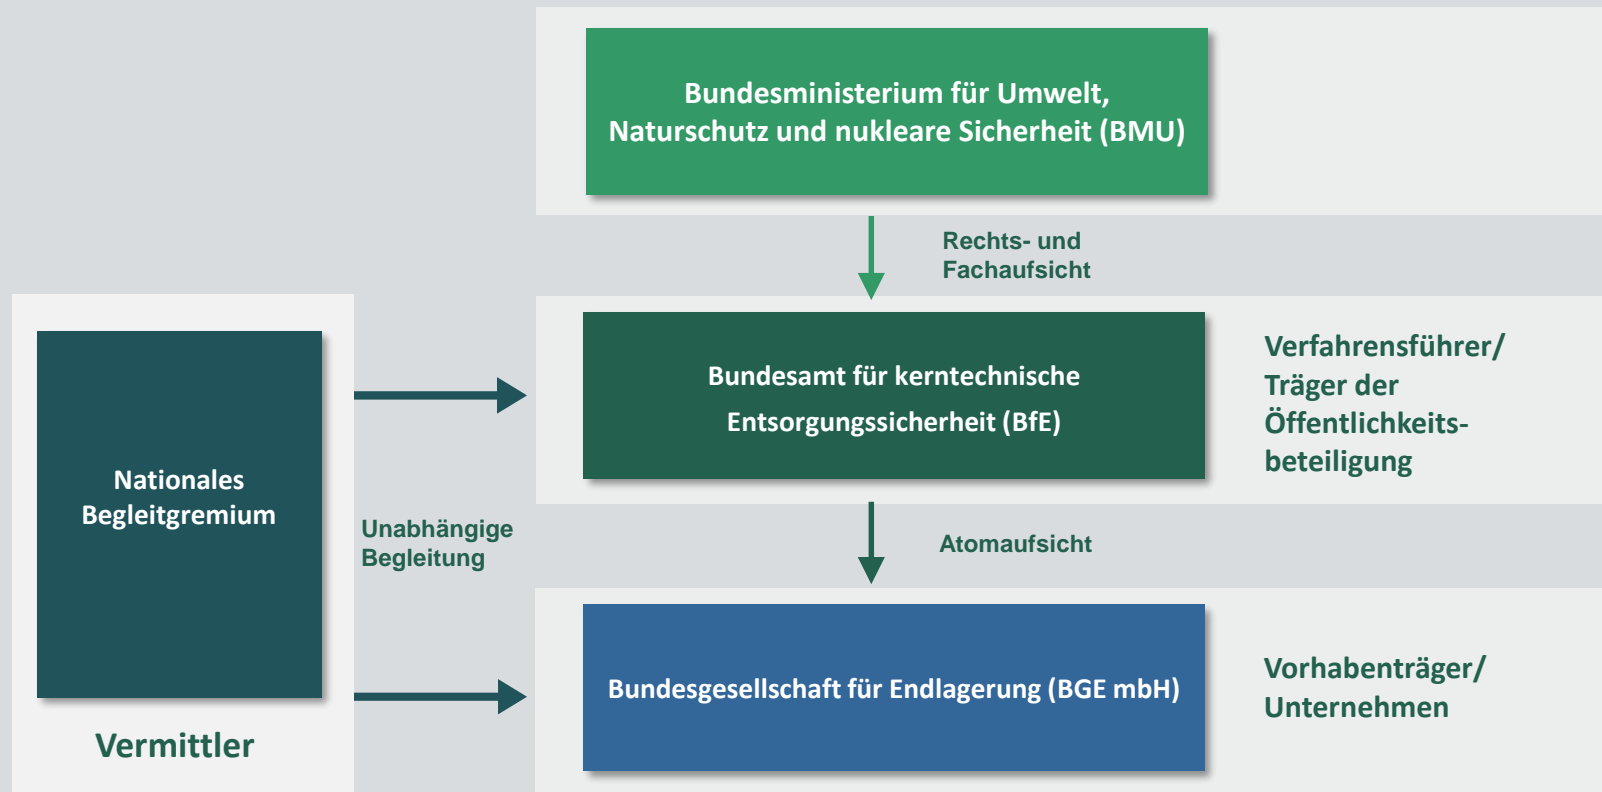 Bundesministerium für Umwelt,
Naturschutz und nukleare Sicherheit (BMU)
Rechts- und
Fachaufsicht
Bundesamt für kerntechnische
Entsorgungssicherheit (BfE)
Verfahrensführer/
Träger der
Öffentlichkeits-
beteiligung
Nationales
Begleitgremium
Unabhängige
Begleitung
Atomaufsicht
Bundesgesellschaft für Endlagerung (BGE mbH)
Vorhabenträger/
Unternehmen
Vermittler